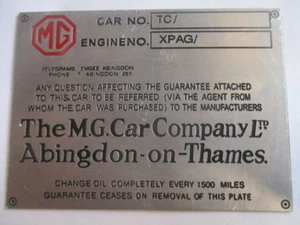 MG
CAR NO. TC/
ENGINE NO. XPAG/
TELEGRAMS EMGEE ABINGDON
PHONE ABINGDON 251
ANY QUESTION AFFECTING THE GUARANTEE ATTACHED
TO THIS CAR TO BE REFERRED (VIA THE AGENT FROM
WHOM THE CAR WAS PURCHASED) TO THE MANUFACTURERS
The M.G. Car Company LTD
Abingdon-on-Thames.
CHANGE OIL COMPLETELY EVERY 1500 MILES
GUARANTEE CEASES ON REMOVAL OF THIS PLATE